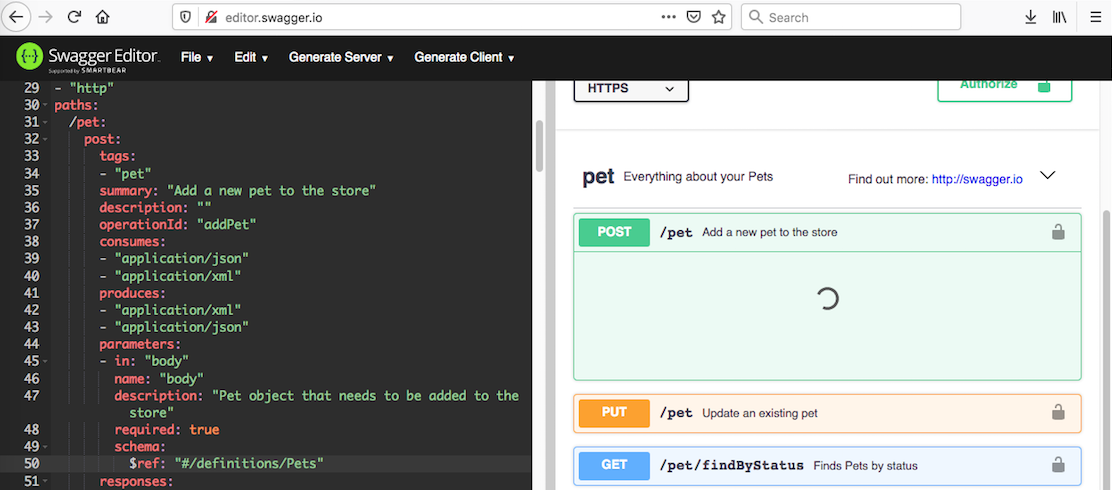 editor.swagger.io
Search
Swagger Editor
Supported by SMARTBEAR
File Edit Generate Server Generate Client
29 - "http"
30 paths:
31 /pet:
32 post:
33 tags:
34 - "pet"
35 summary: "Add a new pet to the store"
36 description: ""
37 operationId: "addPet"
38 consumes:
39 - "application/json"
40 - "application/xml"
41 produces:
42 - "application/xml"
43 - "application/json"
44 parameters:
45 - in: "body"
46 name: "body"
47 description: "Pet object that needs to be added to the
store"
48 required: true
49 schema:
50 $ref: "#/definitions/Pets"
51 responses:
HTTPS
Authorize
pet Everything about your Pets
Find out more: http://swagger.io
POST /pet Add a new pet to the store
PUT /pet Update an existing pet
GET /pet/findByStatus Finds Pets by status